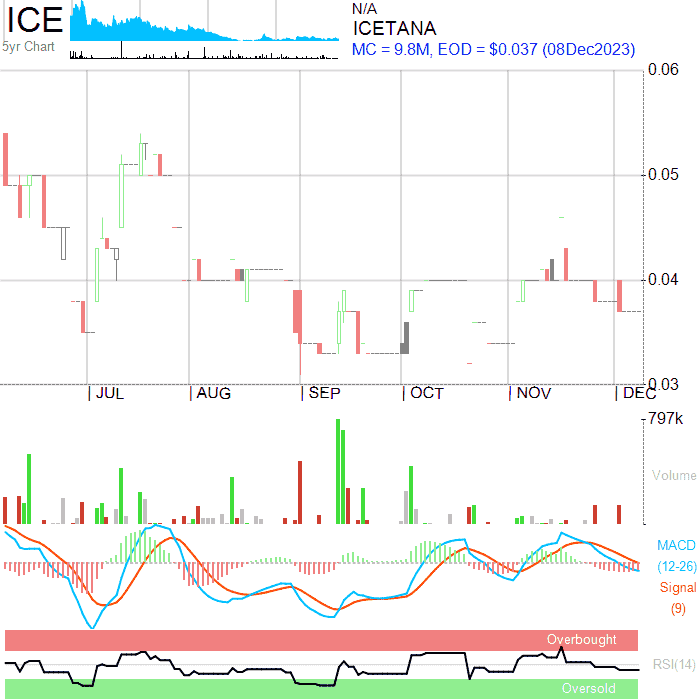 ICE
5yr Chart
N/A
ICETANA
MC = 9.8M, EOD = $0.037 (08Dec2023)
0.06
0.05
0.04
0.03
JUL AUG SEP OCT NOV DEC
797k
Volume
MACD
(12-26)
Signal
(9)
Overbought
RSI(14)
Oversold